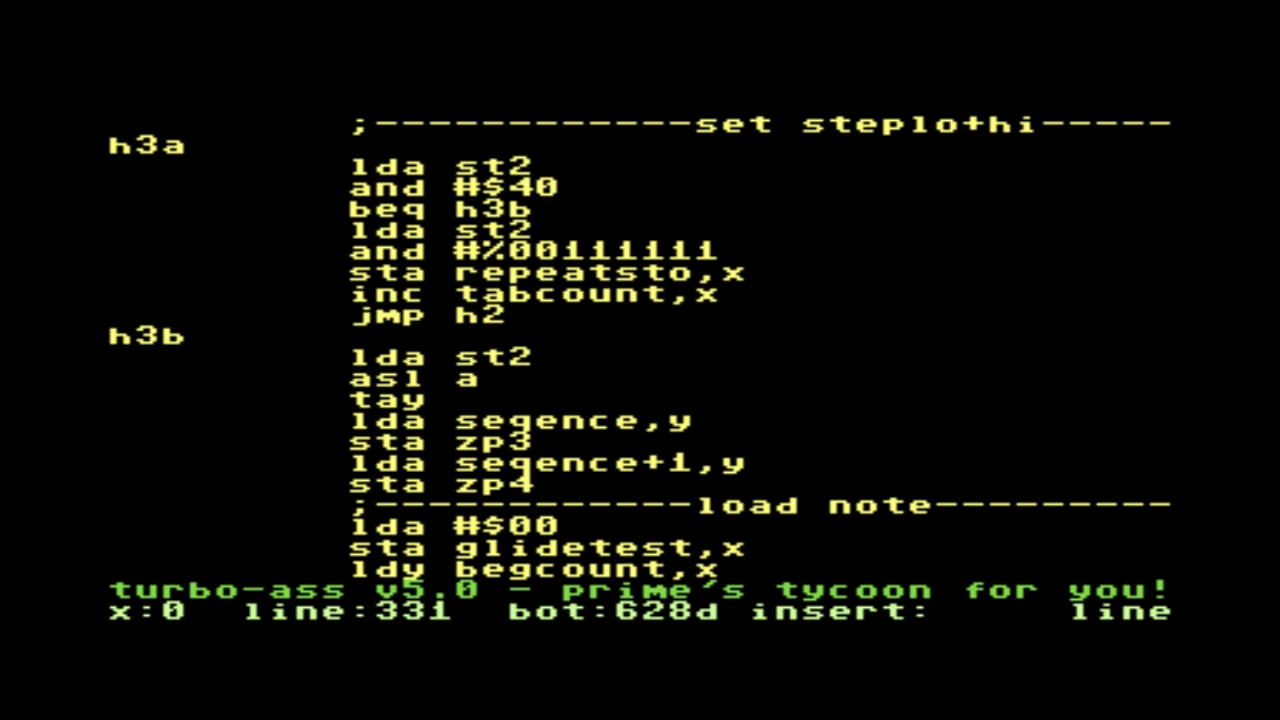 ;------------set steplo+hi-----
h3a
lda st2
and #$40
beq h3b
lda st2
and #%00111111
sta repeatsto,x
inc tabcount,x
jmp h2
h3b
lda st2
asl a
tay
lda seqence,y
sta zp3
lda seqence+1,y
sta zp4
;------------load note---------
lda #$00
sta glidetest,x
ldy begcount,x
turbo-ass v5.0 - prime's tycoon for you!
x:0 line:331 bot:628d insert: line